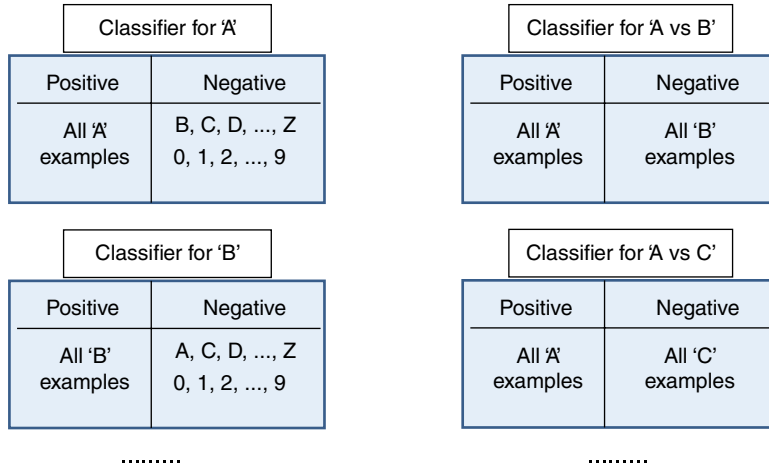 Classifier for ‘A’
Positive Negative
All ‘A’ examples
B, C, D, ..., Z
0, 1, 2, ..., 9
Classifier for ‘A vs B’
Positive Negative
All ‘A’ examples
All ‘B’ examples
Classifier for ‘B’
Positive Negative
All ‘B’ examples
A, C, D, ..., Z
0, 1, 2, ..., 9
Classifier for ‘A vs C’
Positive Negative
All ‘A’ examples
All ‘C’ examples
......... .........